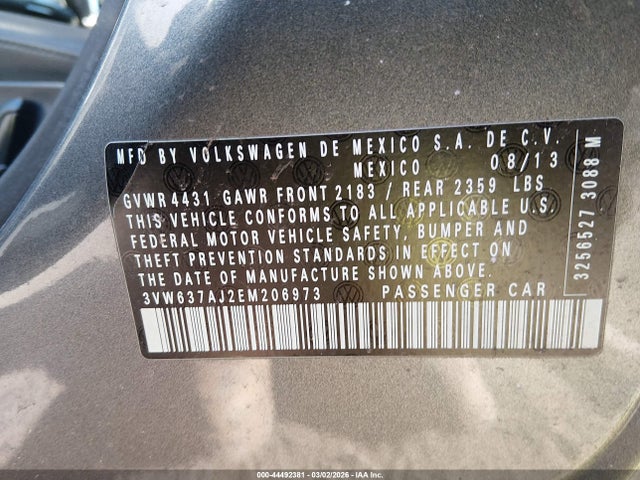 MFD BY VOLKSWAGEN DE MEXICO S.A. DE C.V.
MEXICO 08/13
GVWR 4431 GAWR FRONT 2183 / REAR 2359 LBS
THIS VEHICLE CONFORMS TO ALL APPLICABLE U.S.
FEDERAL MOTOR VEHICLE SAFETY, BUMPER AND
THEFT PREVENTION STANDARDS IN EFFECT ON
THE DATE OF MANUFACTURE SHOWN ABOVE.
3VW637AJ2EM206973 PASSENGER CAR
3256527 3088 M
000-44492381 - 03/02/2026 - IAA Inc.